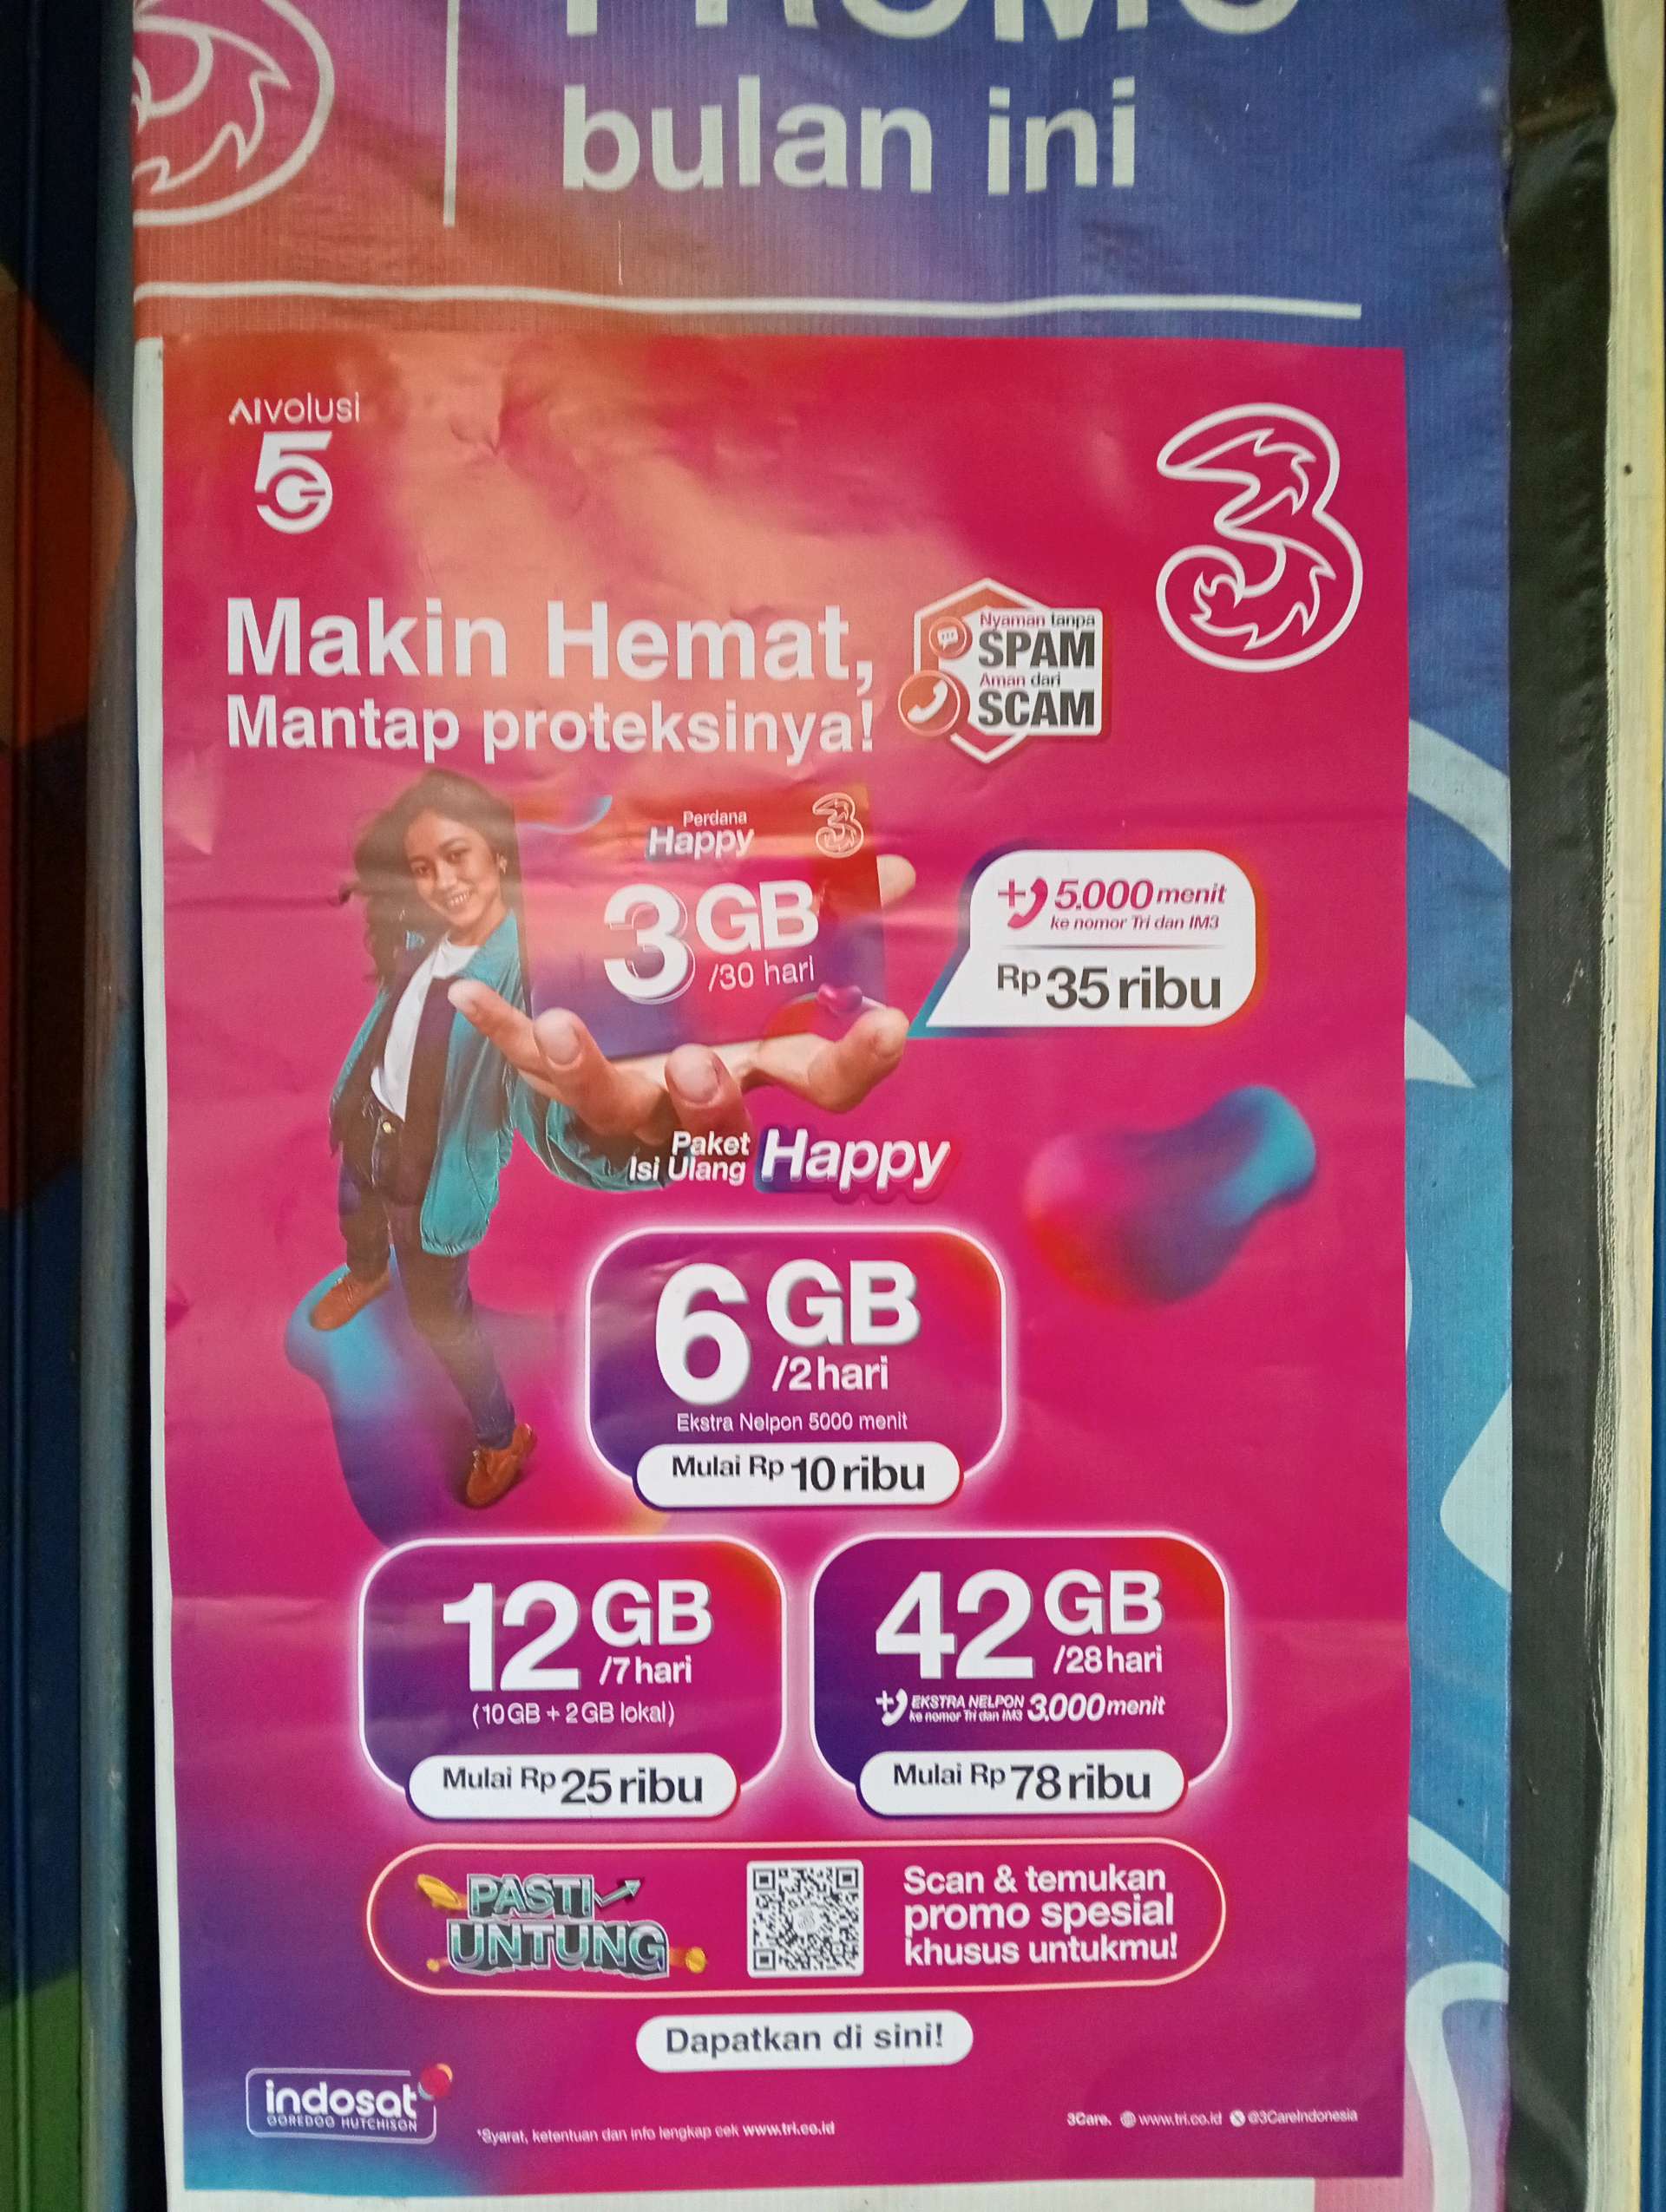 PROMO
bulan ini
AIVolusi
5G
3
Makin Hemat,
Mantap proteksinya!
Nyaman tanpa
SPAM
Aman dari
SCAM
Perdana
Happy
3
3 GB
/30 hari
+ 5.000 menit
ke nomor Tri dan IM3
Rp 35 ribu
Paket
Isi Ulang Happy
6 GB
/2 hari
Ekstra Nelpon 5000 menit
Mulai Rp 10 ribu
12 GB
/7 hari
(10 GB + 2 GB lokal)
Mulai Rp 25 ribu
42 GB
/28 hari
+ EKSTRA NELPON 3.000 menit
ke nomor Tri dan IM3
Mulai Rp 78 ribu
PASTI
UNTUNG
Scan & temukan
promo spesial
khusus untukmu!
Dapatkan di sini!
indosat
OOREDOO HUTCHISON
*Syarat, ketentuan dan info lengkap cek www.tri.co.id
3Care. www.tri.co.id @3CareIndonesia